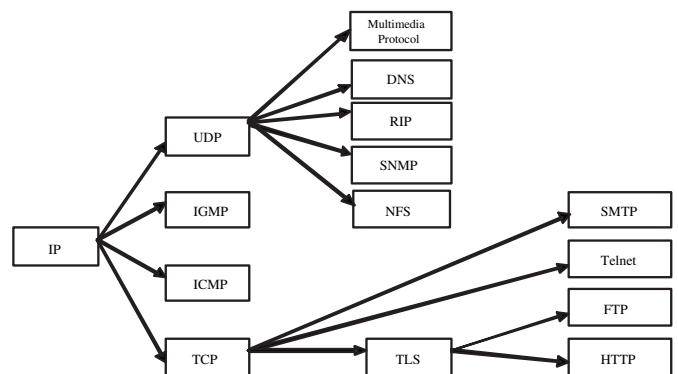 Multimedia
Protocol
DNS
UDP
RIP
SNMP
IGMP
NFS
SMTP
IP
Telnet
ICMP
FTP
TCP
TLS
HTTP